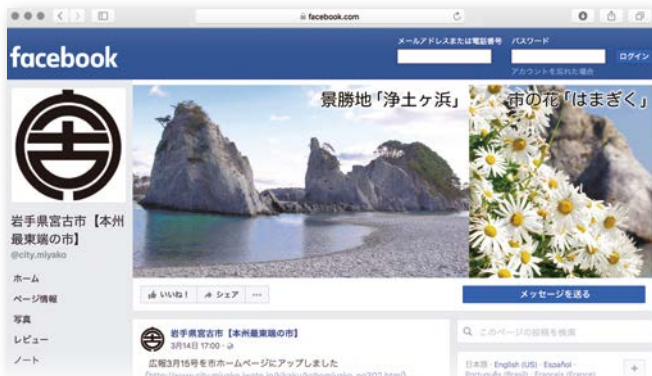 facebook.com
facebook
メールアドレスまたは電話番号
パスワード
ログイン
アカウントを忘れた場合
景勝地「浄土ヶ浜」
市の花「はまぎく」
岩手県宮古市【本州
最東端の市】
@city.miyako
ホーム
ページ情報
写真
レビュー
ノート
いいね！
シェア
メッセージを送る
岩手県宮古市【本州最東端の市】
3月14日 17:00
広報3月15号を市ホームページにアップしました
このページの投稿を検索
日本語 · English (US) · Español ·
Português (Brasil) · Français (France)